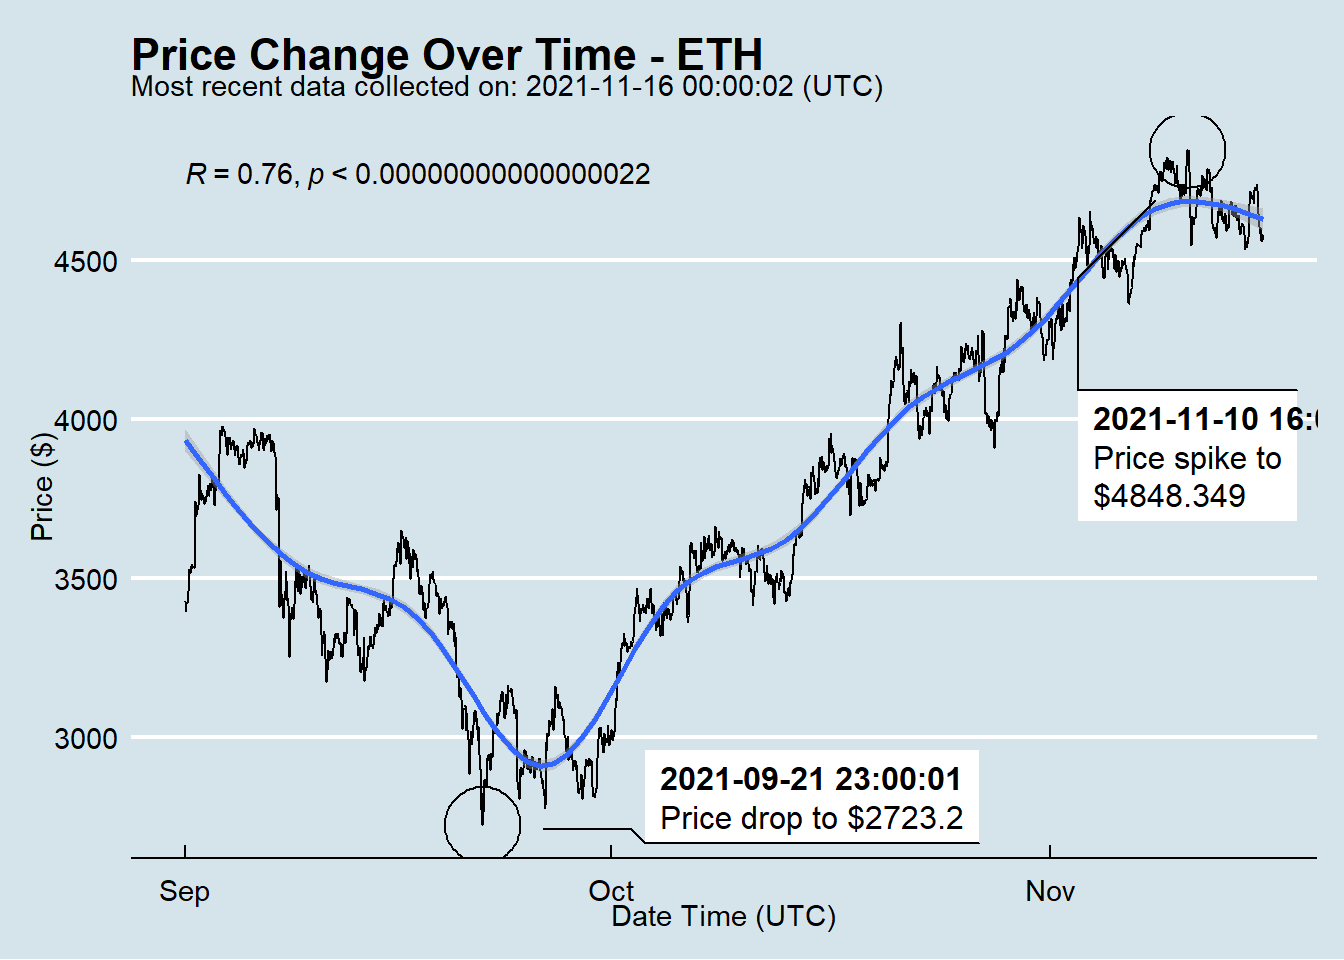 Price Change Over Time - ETH
Most recent data collected on: 2021-11-16 00:00:02 (UTC)
R = 0.76, p < 0.00000000000000022
4500
4000
3500
3000
Price ($)
2021-11-10 16:
Price spike to
$4848.349
2021-09-21 23:00:01
Price drop to $2723.2
Sep
Oct
Nov
Date Time (UTC)